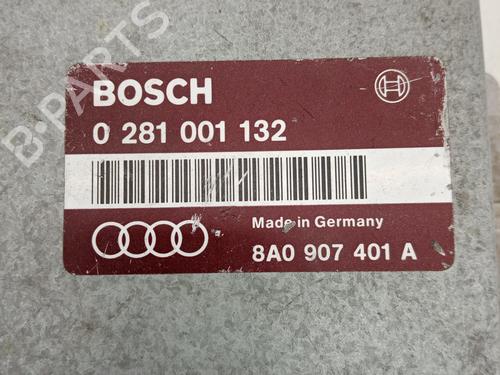 B-PARTS
BOSCH
0 281 001 132
Made in Germany
8A0 907 401 A